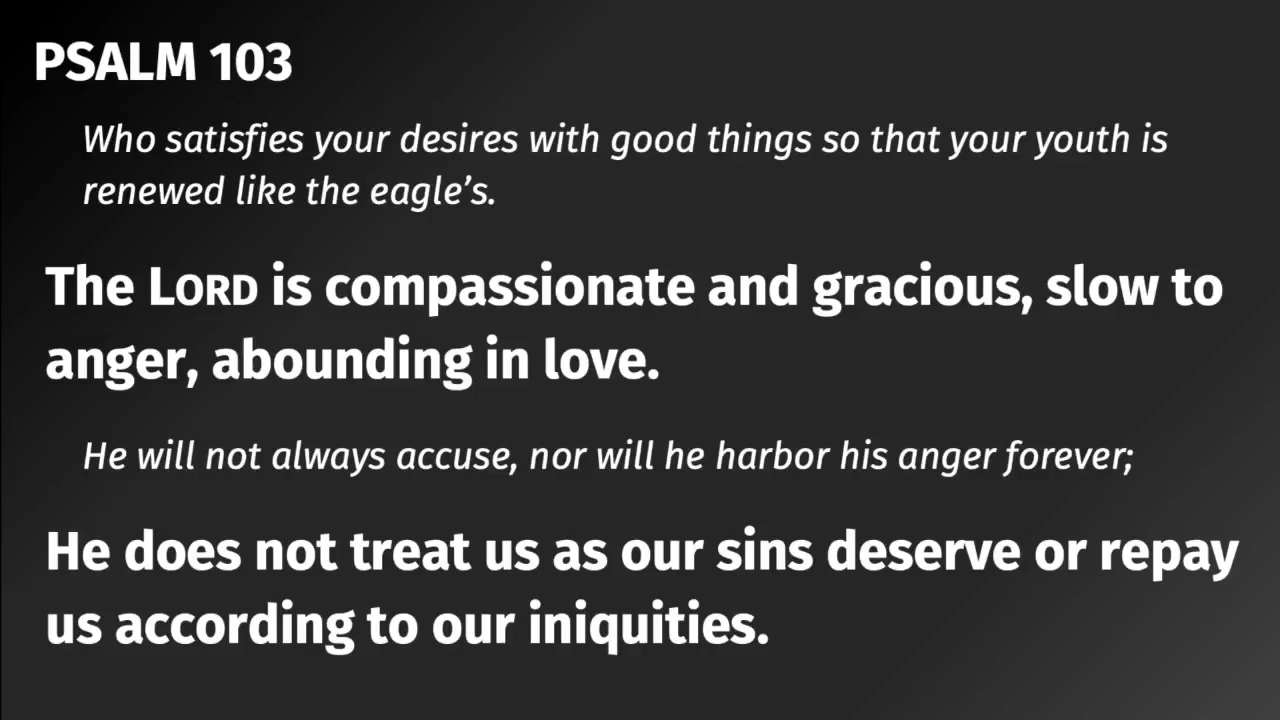 PSALM 103
Who satisfies your desires with good things so that your youth is
renewed like the eagle’s.
The LORD is compassionate and gracious, slow to
anger, abounding in love.
He will not always accuse, nor will he harbor his anger forever;
He does not treat us as our sins deserve or repay
us according to our iniquities.